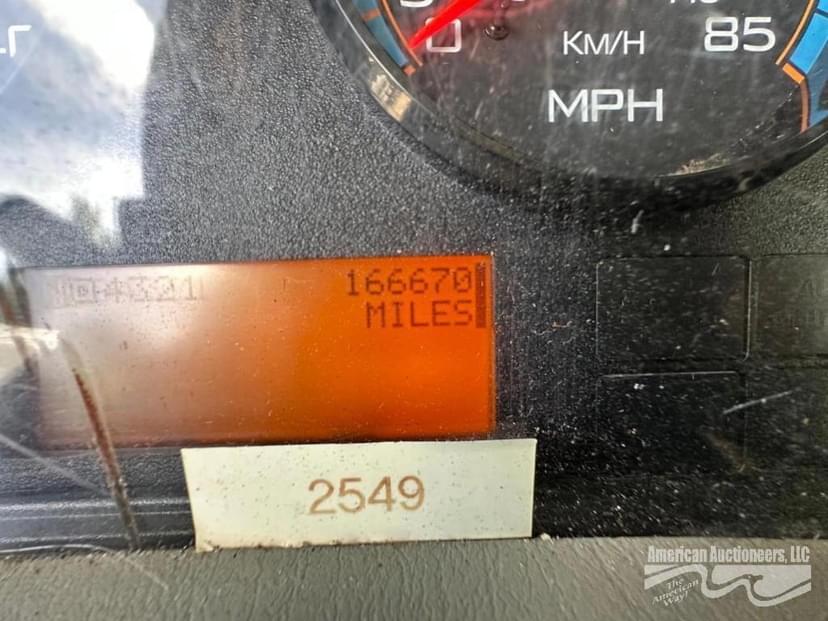 0
KM/H
85
MPH
166670
MILES
2549
American Auctioneers, LLC
The
American
Way!